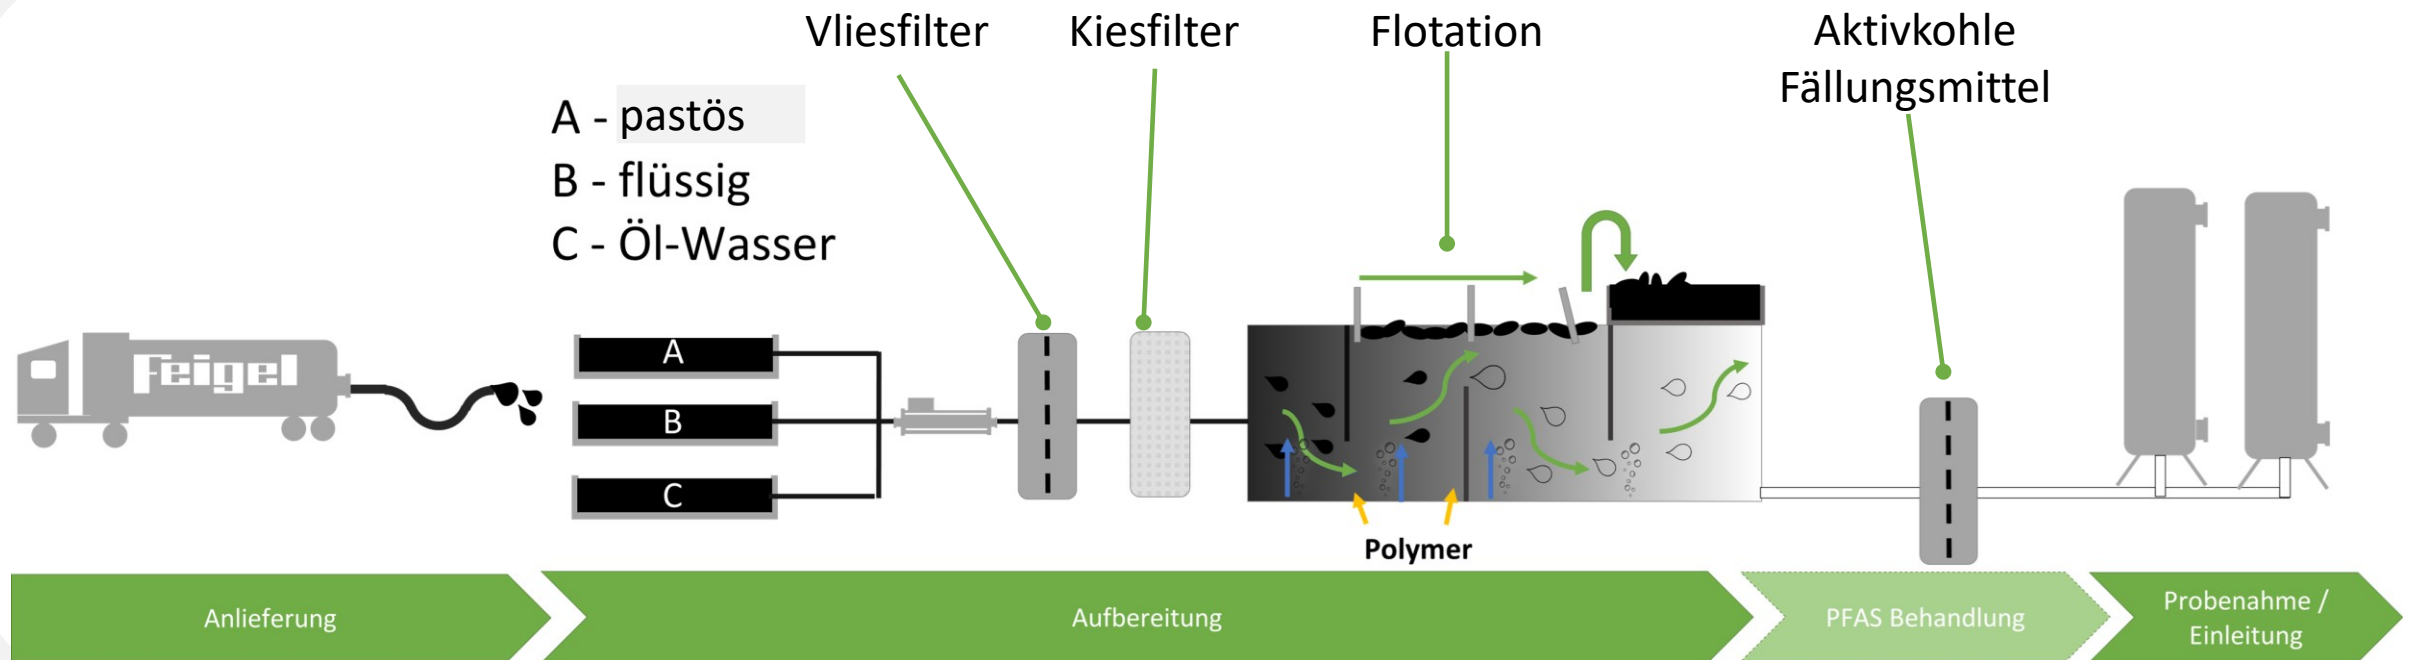 Vliesfilter
Kiesfilter
Flotation
Aktivkohle
Fällungsmittel
A - pastös
B - flüssig
C - Öl-Wasser
Feigel
A
B
C
Polymer
Anlieferung
Aufbereitung
PFAS Behandlung
Probenahme /
Einleitung